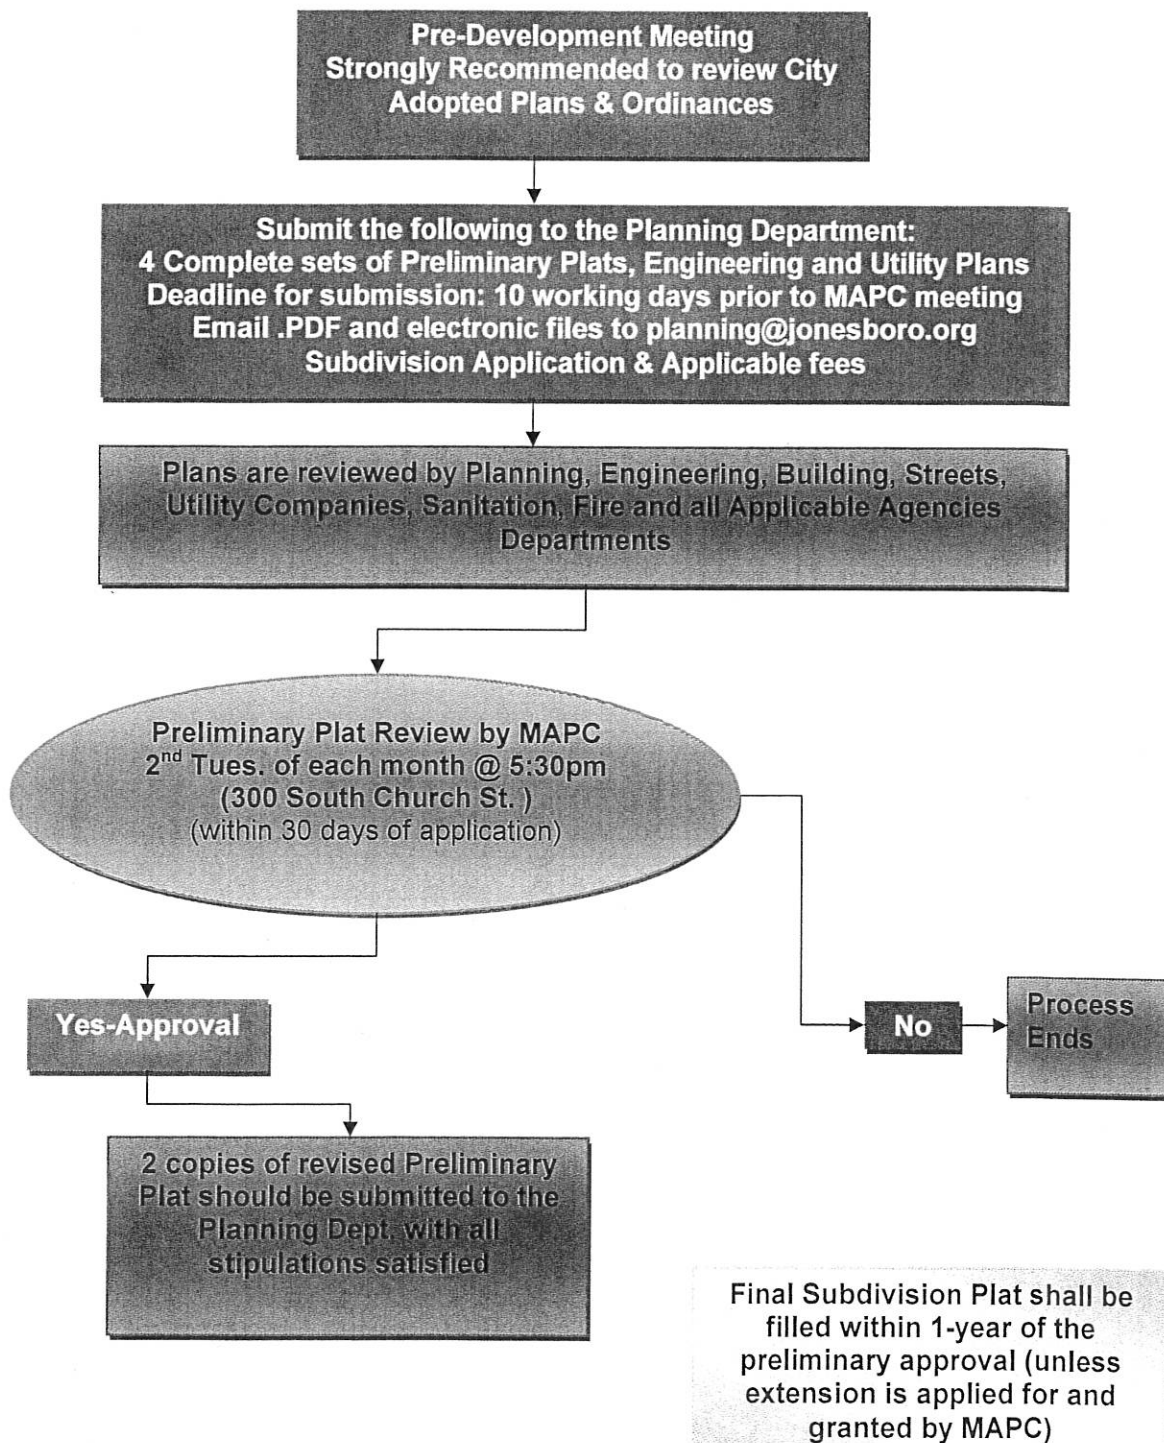 Pre-Development Meeting
Strongly Recommended to review City
Adopted Plans & Ordinances
Submit the following to the Planning Department:
4 Complete sets of Preliminary Plats, Engineering and Utility Plans
Deadline for submission: 10 working days prior to MAPC meeting
Email .PDF and electronic files to planning@jonesboro.org
Subdivision Application & Applicable fees
Plans are reviewed by Planning, Engineering, Building, Streets,
Utility Companies, Sanitation, Fire and all Applicable Agencies
Departments
Preliminary Plat Review by MAPC
2nd Tues. of each month @ 5:30pm
(300 South Church St. )
(within 30 days of application)
Yes-Approval
No
Process
Ends
2 copies of revised Preliminary
Plat should be submitted to the
Planning Dept. with all
stipulations satisfied
Final Subdivision Plat shall be
filled within 1-year of the
preliminary approval (unless
extension is applied for and
granted by MAPC)